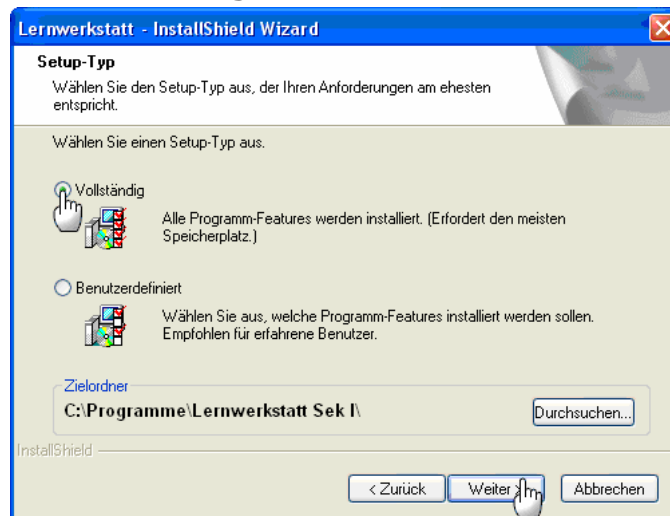 Lernwerkstatt - InstallShield Wizard
Setup-Typ
Wählen Sie den Setup-Typ aus, der Ihren Anforderungen am ehesten
entspricht.
Wählen Sie einen Setup-Typ aus.
Vollständig
Alle Programm-Features werden installiert. (Erfordert den meisten
Speicherplatz.)
Benutzerdefiniert
Wählen Sie aus, welche Programm-Features installiert werden sollen.
Empfohlen für erfahrene Benutzer.
Zielordner
C:\Programme\Lernwerkstatt Sek I\
Durchsuchen...
InstallShield
< Zurück Weiter > Abbrechen